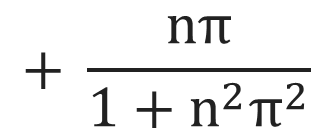 + nπ / 1 + n²π²